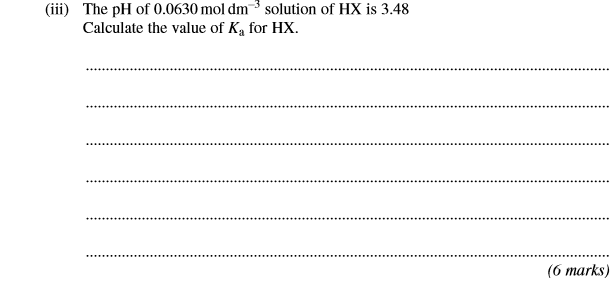 (iii) The pH of 0.0630 mol dm⁻³ solution of HX is 3.48
Calculate the value of Kₐ for HX.
(6 marks)